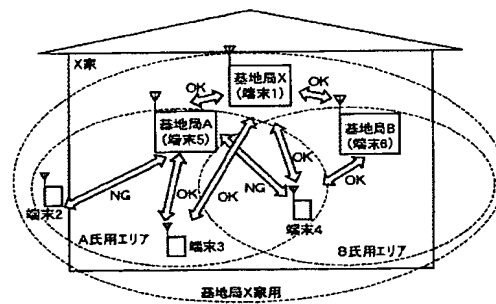 X家
OK
基地局X
(端末1)
OK
基地局A
(端末5)
基地局B
(端末6)
NG
OK
OK
NG
OK
OK
端末2
A氏用エリア
端末3
端末4
B氏用エリア
基地局X家用